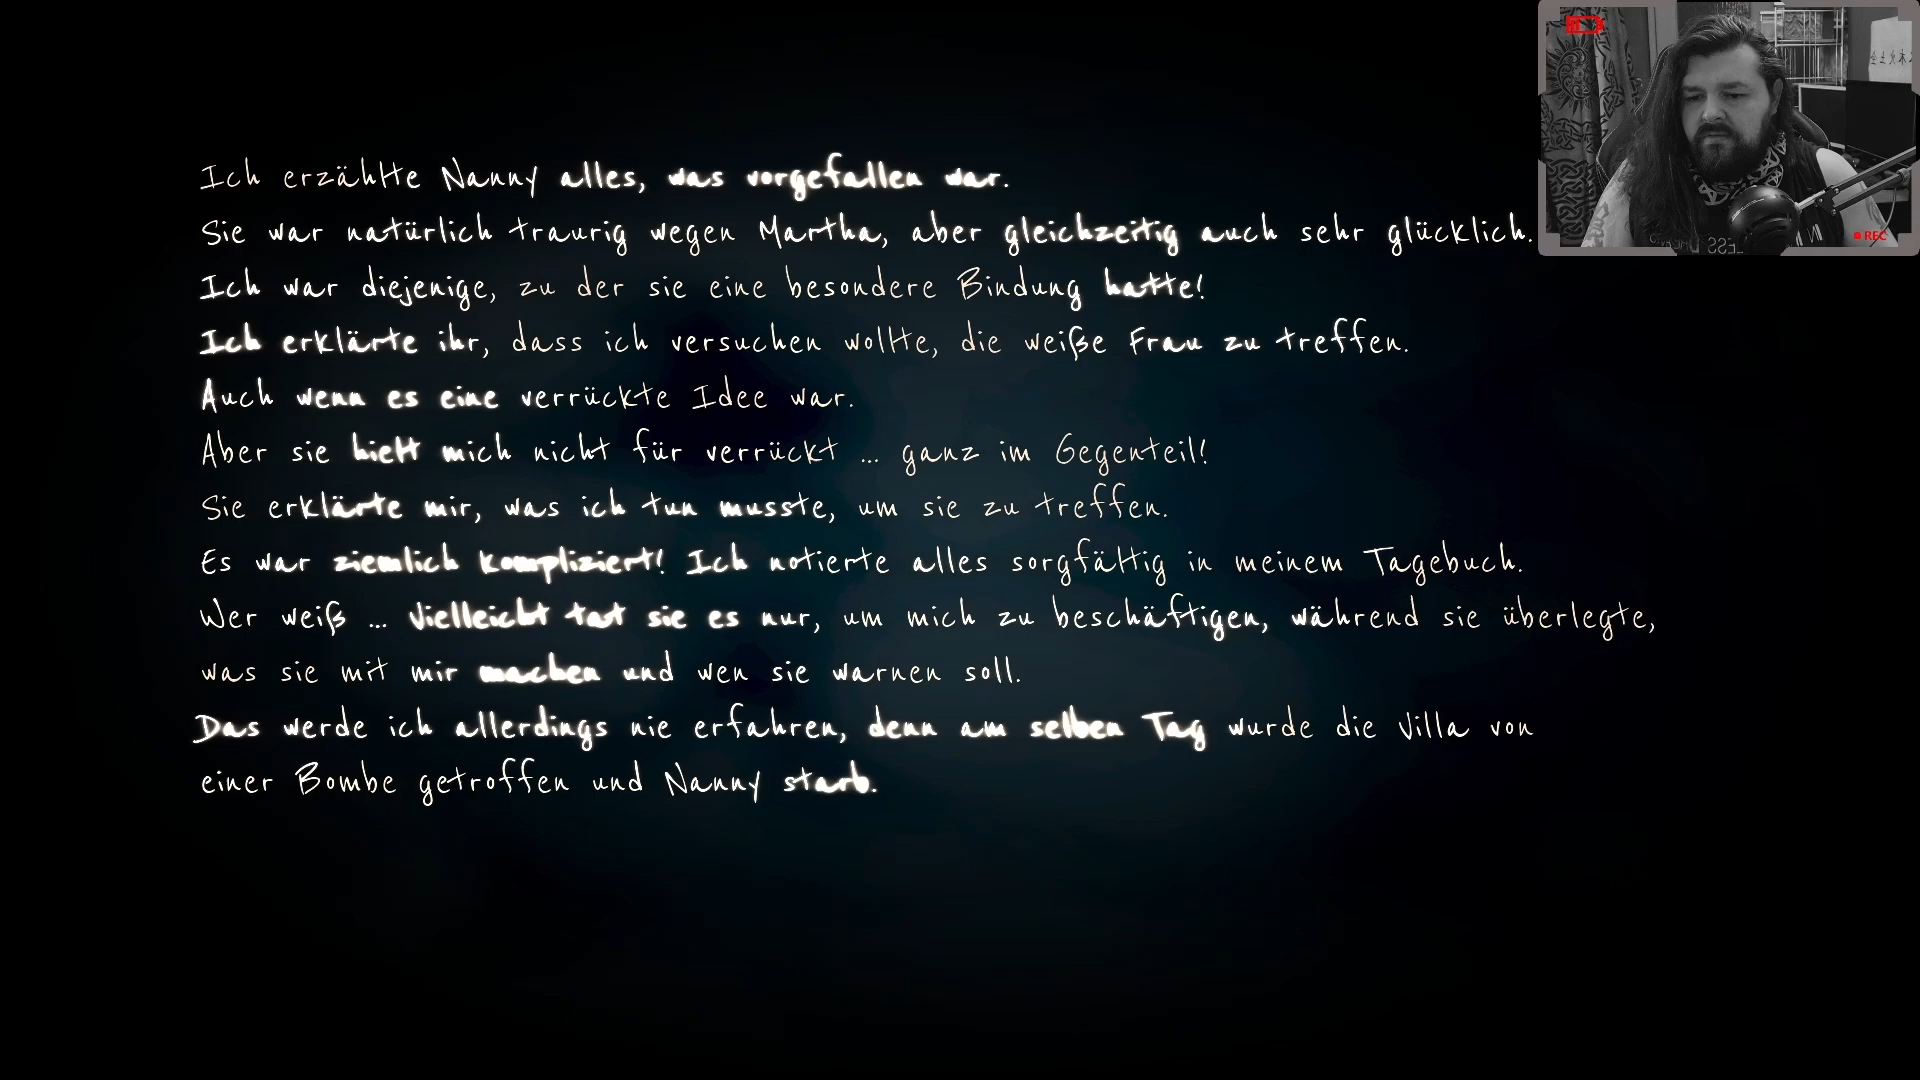 Ich erzählte Nanny alles, was vorgefallen war.
Sie war natürlich traurig wegen Martha, aber gleichzeitig auch sehr glücklich.
Ich war diejenige, zu der sie eine besondere Bindung hatte!
Ich erklärte ihr, dass ich versuchen wollte, die weiße Frau zu treffen.
Auch wenn es eine verrückte Idee war.
Aber sie hielt mich nicht für verrückt ... ganz im Gegenteil!
Sie erklärte mir, was ich tun musste, um sie zu treffen.
Es war ziemlich kompliziert! Ich notierte alles sorgfältig in meinem Tagebuch.
Wer weiß ... Vielleicht tat sie es nur, um mich zu beschäftigen, während sie überlegte,
was sie mit mir machen und wen sie warnen soll.
Das werde ich allerdings nie erfahren, denn am selben Tag wurde die Villa von
einer Bombe getroffen und Nanny starb.
REC